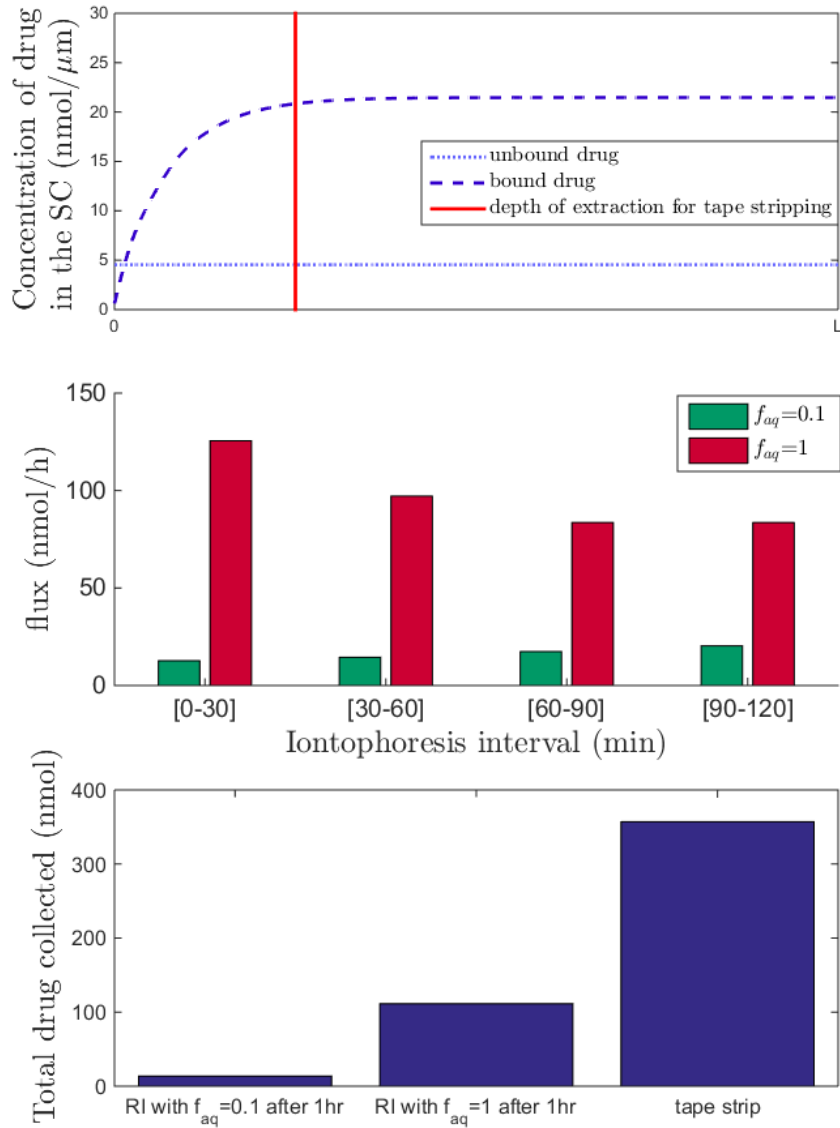 Concentration of drug
in the SC (nmol/μm)
30
25
20
15
10
5
0
0
L
unbound drug
bound drug
depth of extraction for tape stripping
flux (nmol/h)
150
100
50
0
f_aq=0.1
f_aq=1
[0-30]
[30-60]
[60-90]
[90-120]
Iontophoresis interval (min)
Total drug collected (nmol)
400
300
200
100
0
RI with f_aq=0.1 after 1hr
RI with f_aq=1 after 1hr
tape strip